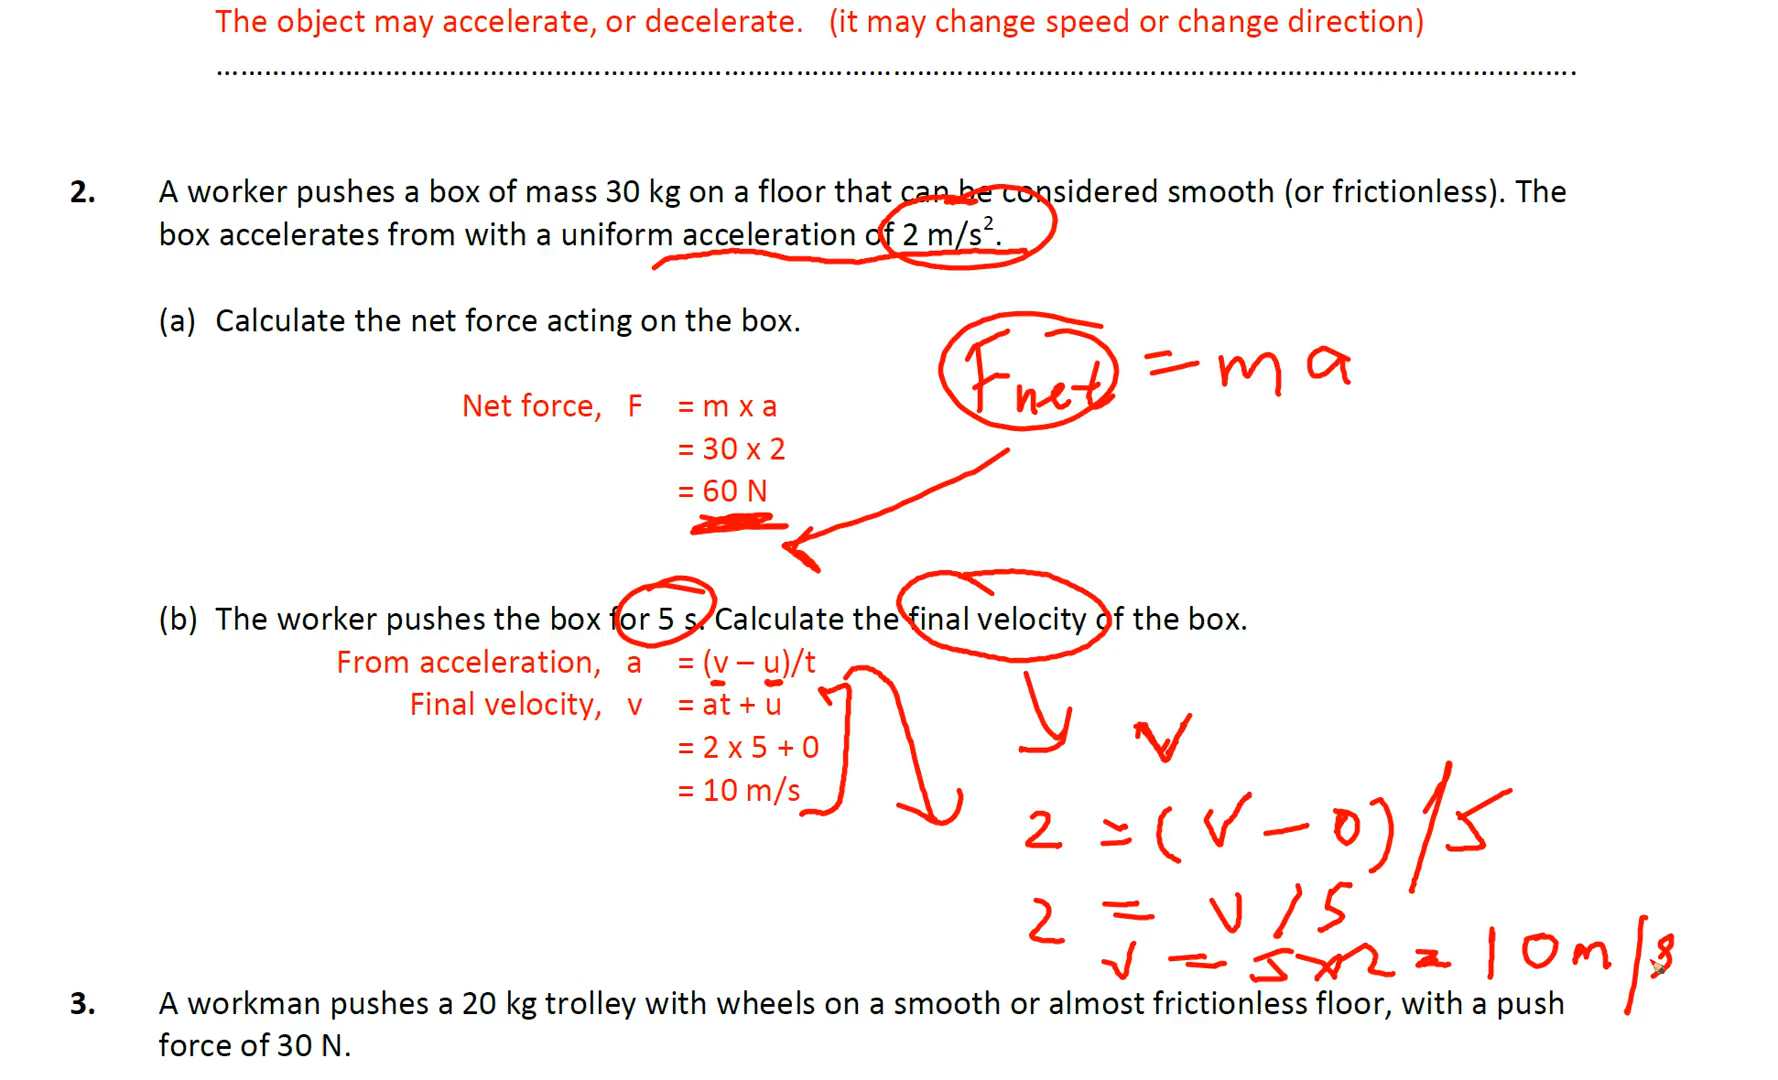 The object may accelerate, or decelerate. (it may change speed or change direction)
2. A worker pushes a box of mass 30 kg on a floor that can be considered smooth (or frictionless). The
box accelerates from with a uniform acceleration of 2 m/s².
(a) Calculate the net force acting on the box.
Fnet = ma
Net force, F = m x a
= 30 x 2
= 60 N
(b) The worker pushes the box for 5 s. Calculate the final velocity of the box.
From acceleration, a = (v – u)/t
Final velocity, v = at + u
v
= 2 x 5 + 0
= 10 m/s
2 = (v - 0)/5
2 = v/5
v = 5x2 = 10m/s
3. A workman pushes a 20 kg trolley with wheels on a smooth or almost frictionless floor, with a push
force of 30 N.